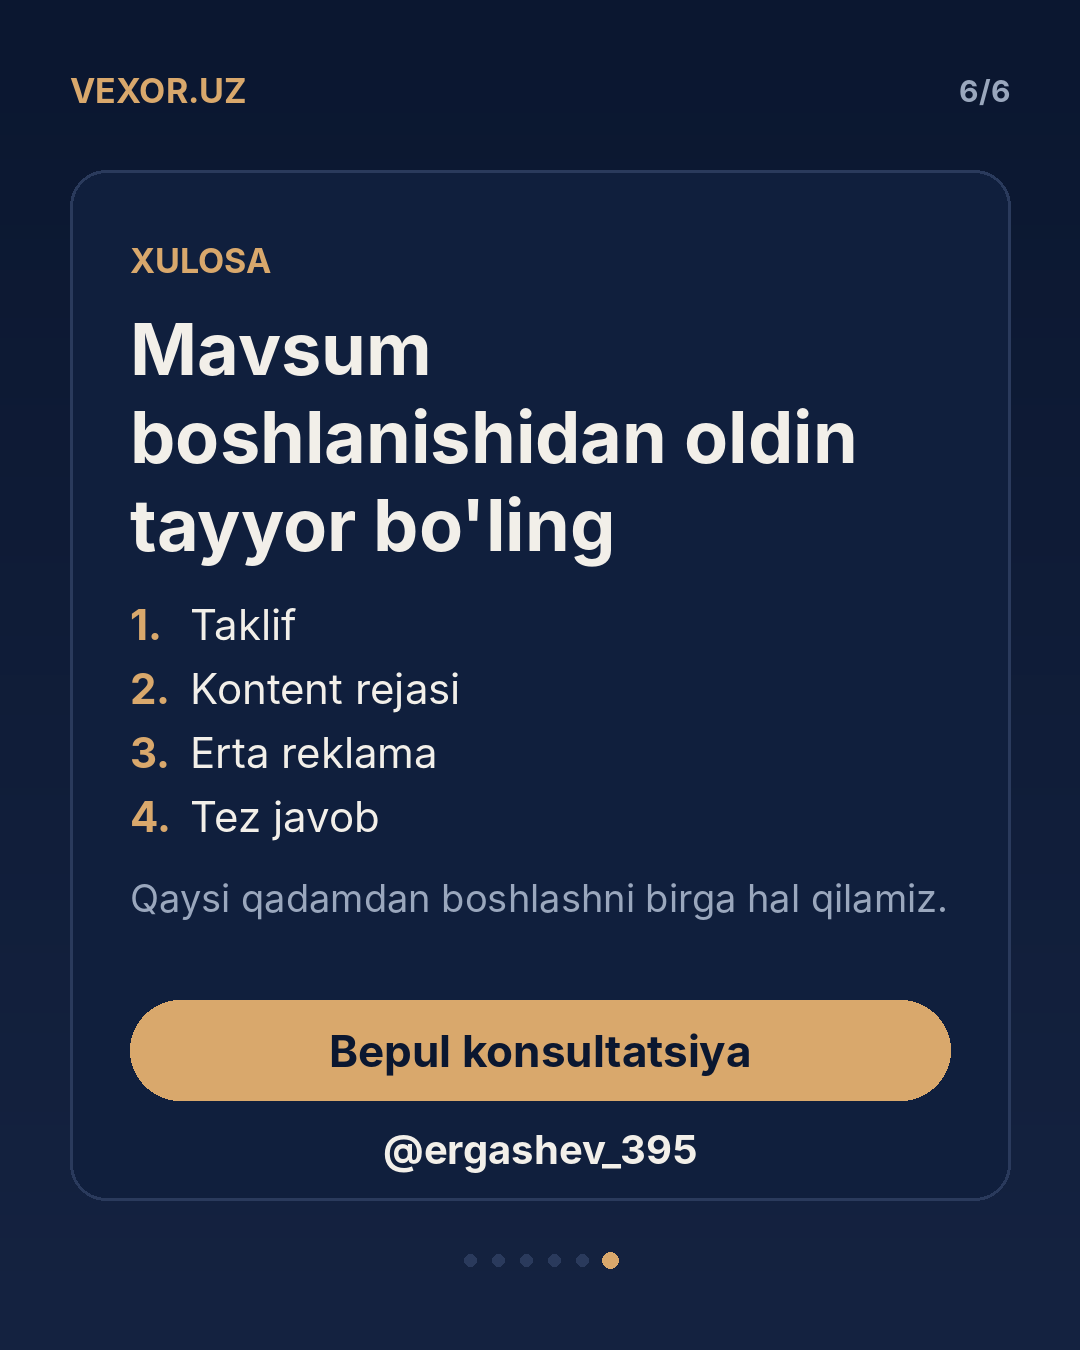 VEXOR.UZ
6/6
XULOSA
Mavsum
boshlanishidan oldin
tayyor bo'ling
1. Taklif
2. Kontent rejasi
3. Erta reklama
4. Tez javob
Qaysi qadamdan boshlashni birga hal qilamiz.
Bepul konsultatsiya
@ergashev_395